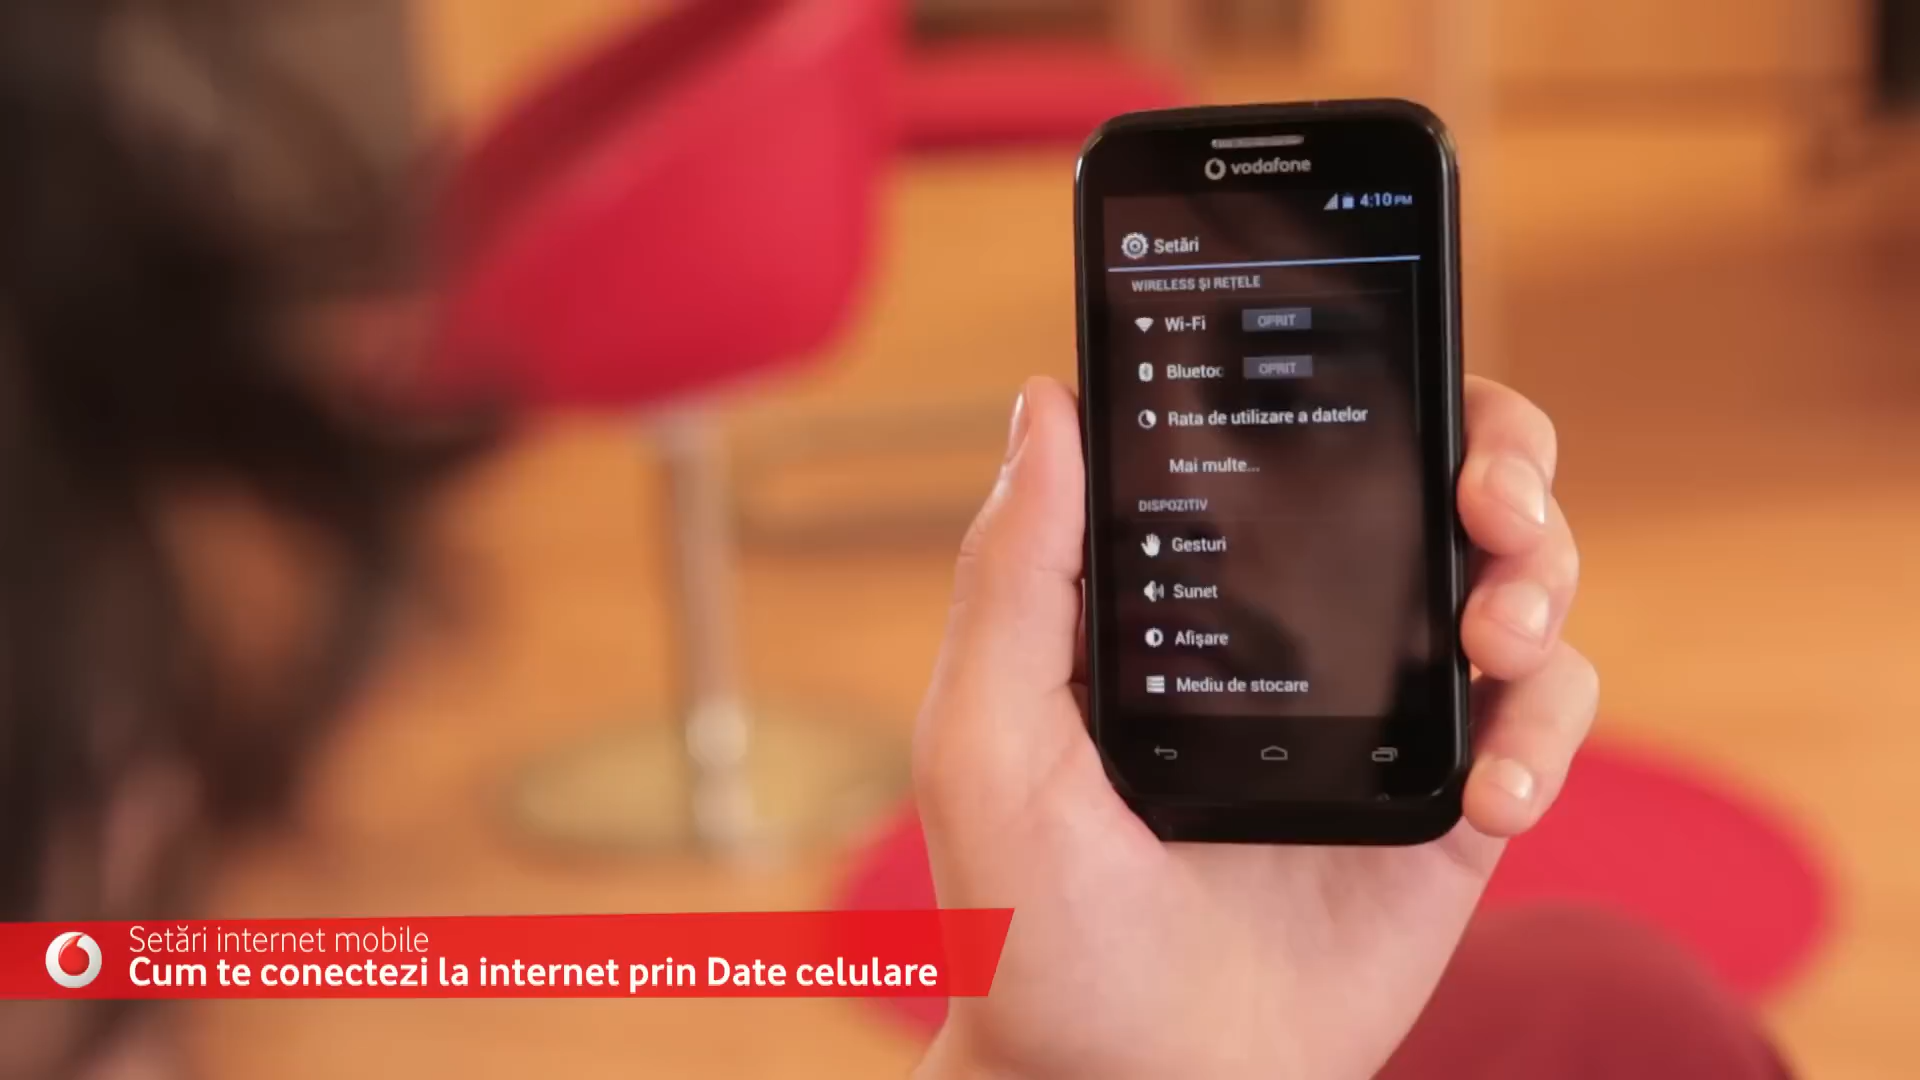 vodafone
4:10 PM
Setări
WIRELESS ȘI REȚELE
Wi-Fi OPRIT
Bluetoc OPRIT
Rata de utilizare a datelor
Mai multe...
DISPOZITIV
Gesturi
Sunet
Afișare
Mediu de stocare
Setări internet mobile
Cum te conectezi la internet prin Date celulare